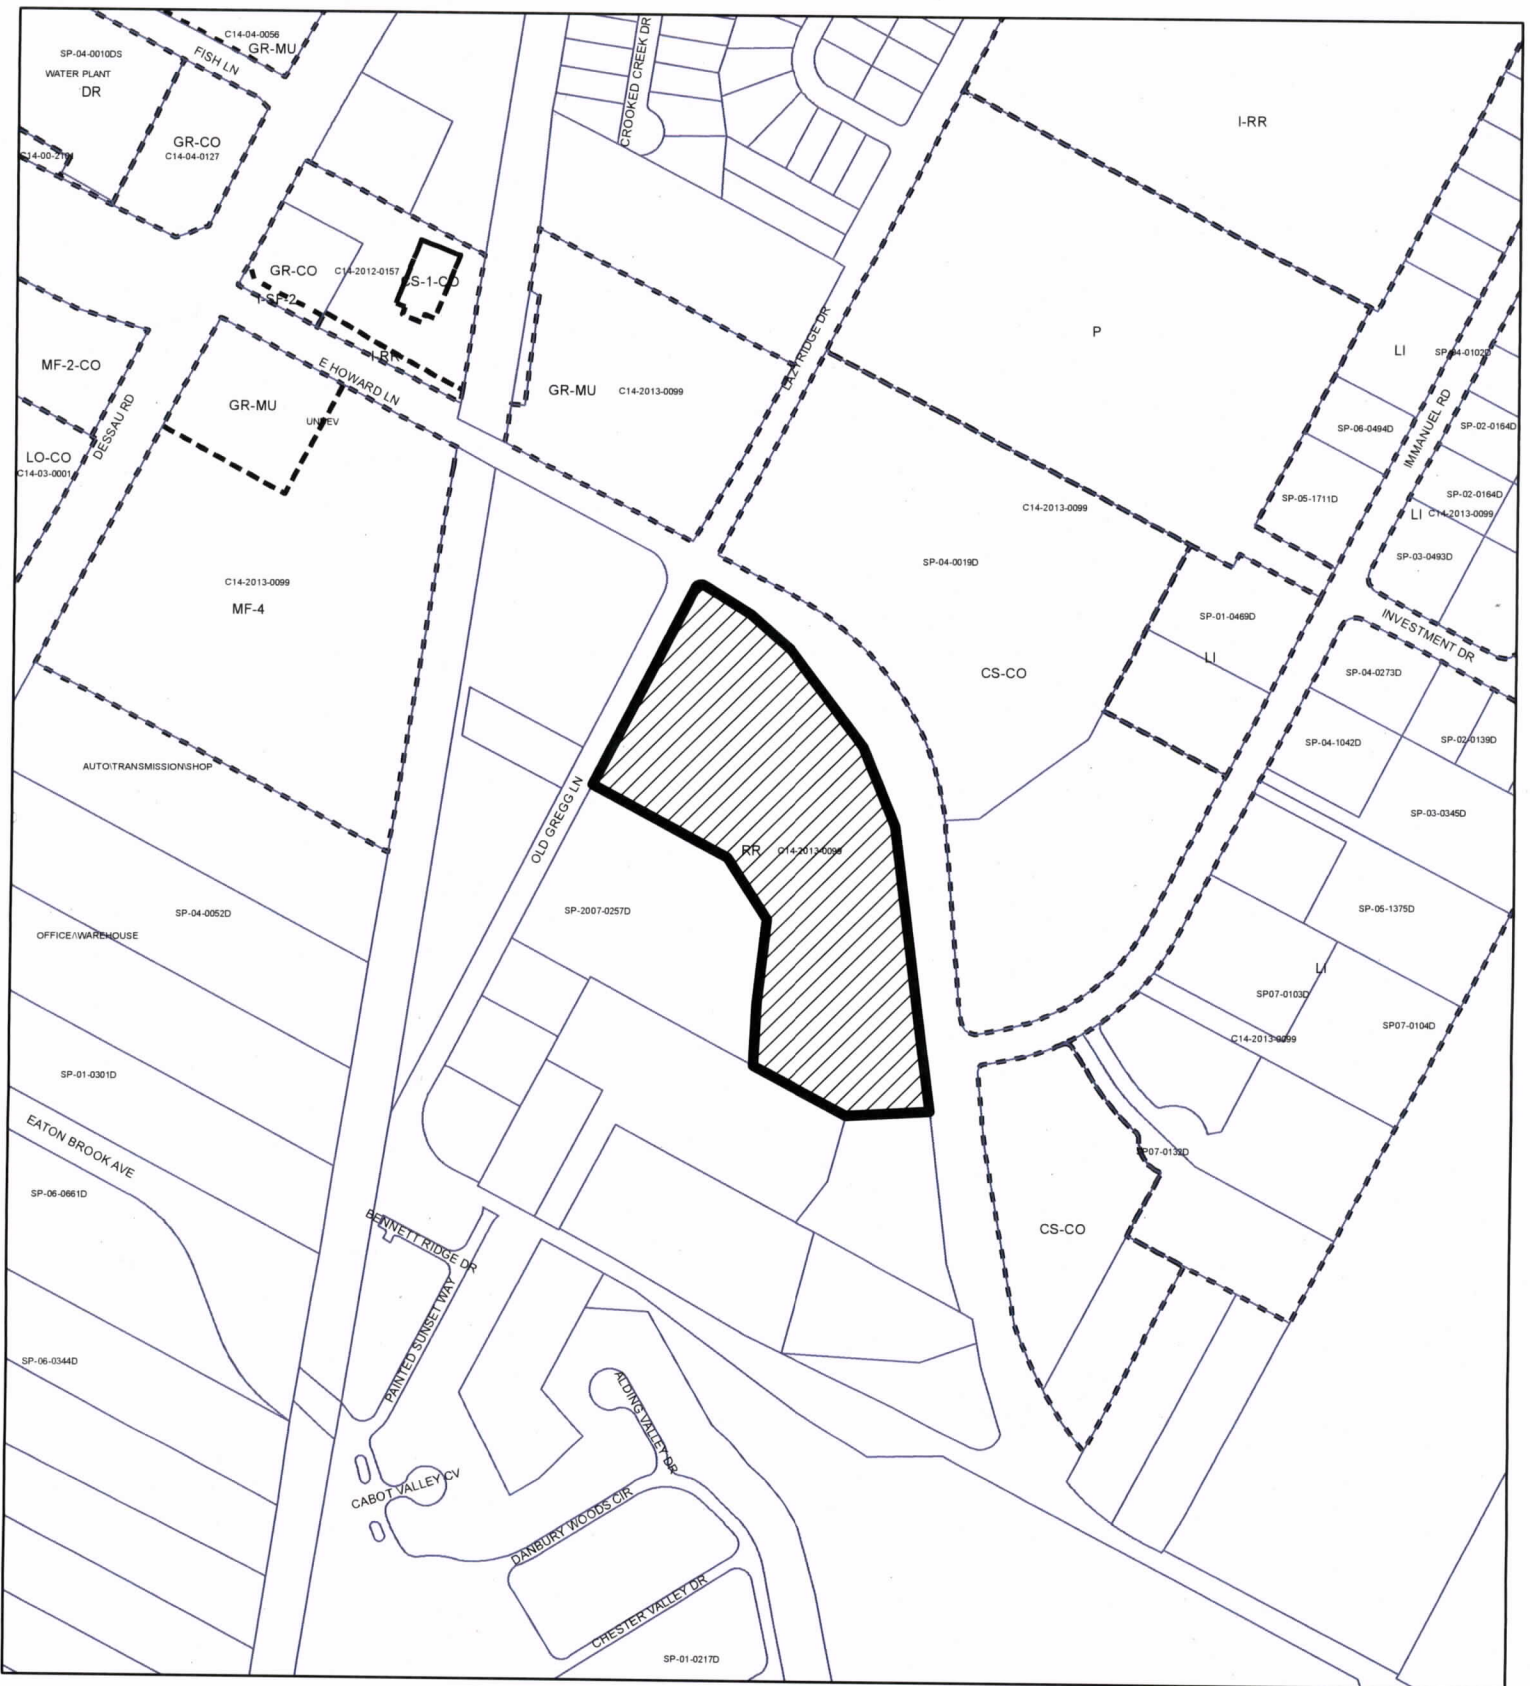 C14-04-0056
GR-MU
FISH LN
SP-04-0010DS
WATER PLANT
DR
GR-CO
C14-04-0127
CROOKED CREEK DR
I-RR
GR-CO
C14-2012-0157
CS-1-CO
I-SF-2
I-RR
E HOWARD LN
MF-2-CO
DESSAU RD
GR-MU
UNDEV
LO-CO
C14-03-0001
GR-MU
C14-2013-0099
LAZYRIDGE DR
P
LI
SP-04-0102D
IMMANUEL RD
SP-06-0494D
SP-02-0164D
SP-05-1711D
SP-02-0164D
LI
C14-2013-0099
SP-03-0493D
C14-2013-0099
SP-04-0019D
C14-2013-0099
MF-4
SP-01-0469D
LI
INVESTMENT DR
CS-CO
SP-04-0273D
SP-04-1042D
SP-02-0139D
AUTO\TRANSMISSION\SHOP
OLD GREGG LN
SP-03-0345D
RR
C14-2013-0099
SP-04-0052D
OFFICE/\WAREHOUSE
SP-2007-0257D
SP-05-1375D
LI
SP07-0103D
SP07-0104D
C14-2013-0099
SP-01-0301D
EATON BROOK AVE
SP07-0132D
SP-06-0661D
BENNETT RIDGE DR
CS-CO
PAINTED SUNSET WAY
SP-06-0344D
ALDING VALLEY DR
CABOT VALLEY CV
DANBURY WOODS CIR
CHESTER VALLEY DR
SP-01-0217D